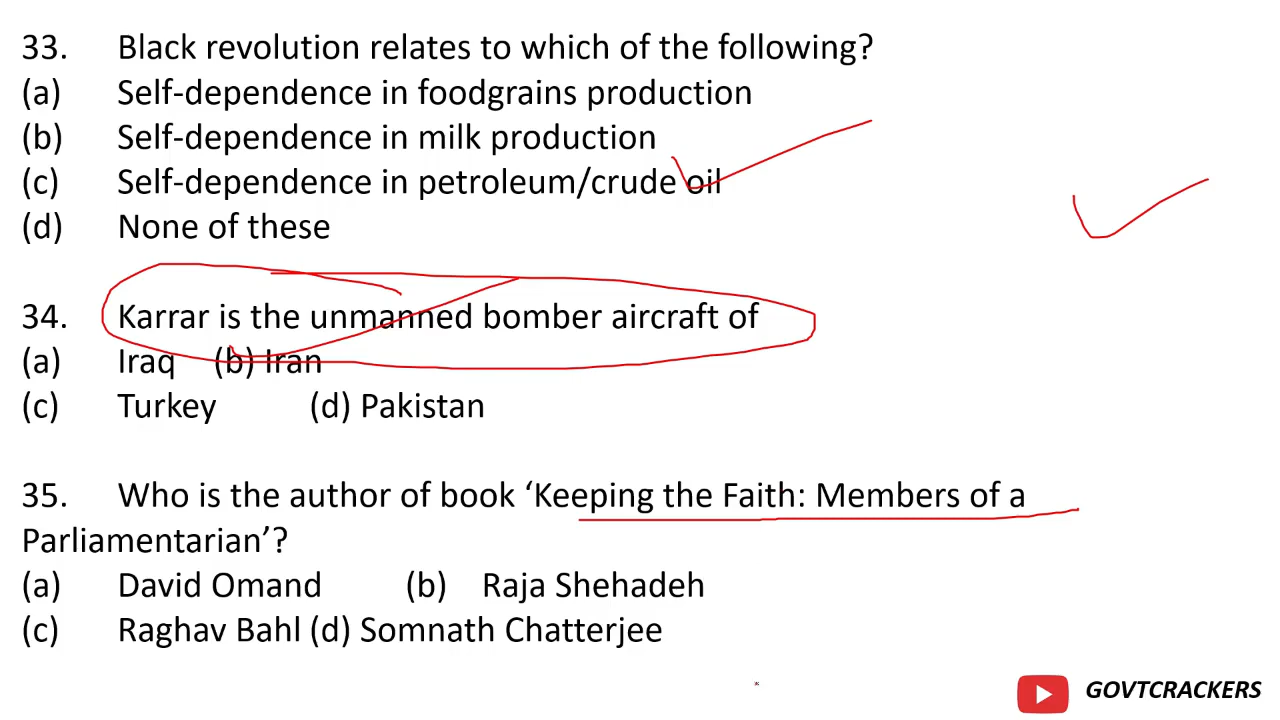 33. Black revolution relates to which of the following?
(a) Self-dependence in foodgrains production
(b) Self-dependence in milk production
(c) Self-dependence in petroleum/crude oil
(d) None of these
34. Karrar is the unmanned bomber aircraft of
(a) Iraq (b) Iran
(c) Turkey (d) Pakistan
35. Who is the author of book ‘Keeping the Faith: Members of a
Parliamentarian’?
(a) David Omand (b) Raja Shehadeh
(c) Raghav Bahl (d) Somnath Chatterjee
GOVTCRACKERS